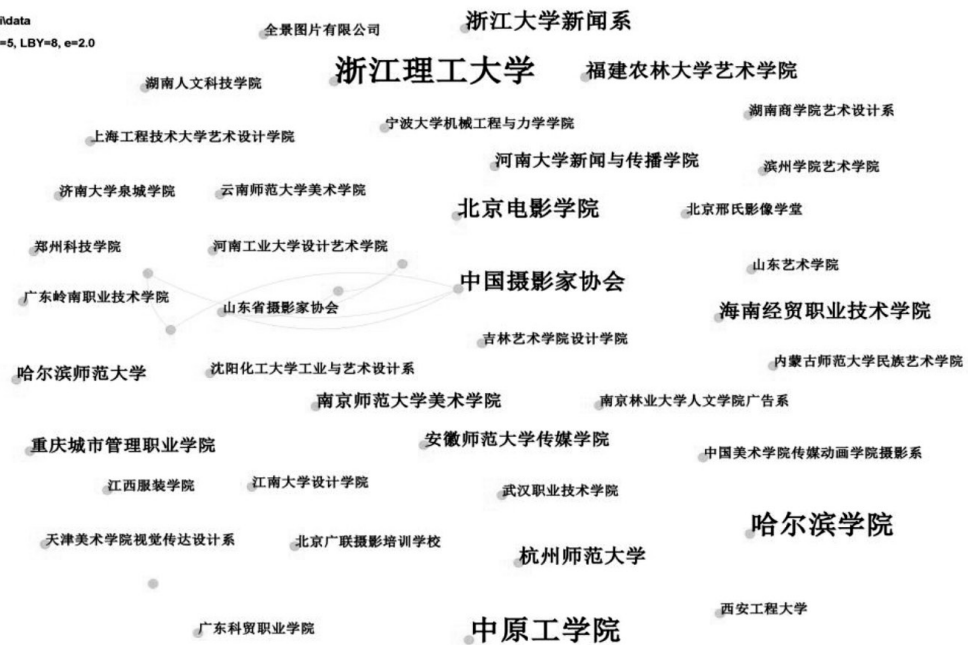 i\data
=5, LBY=8, e=2.0
全景图片有限公司
浙江大学新闻系
浙江理工大学
福建农林大学艺术学院
湖南人文科技学院
湖南商学院艺术设计系
宁波大学机械工程与力学学院
上海工程技术大学艺术设计学院
河南大学新闻与传播学院
滨州学院艺术学院
济南大学泉城学院
云南师范大学美术学院
北京电影学院
北京邢氏影像学堂
郑州科技学院
河南工业大学设计艺术学院
山东艺术学院
中国摄影家协会
广东岭南职业技术学院
山东省摄影家协会
海南经贸职业技术学院
吉林艺术学院设计学院
内蒙古师范大学民族艺术学院
哈尔滨师范大学
沈阳化工大学工业与艺术设计系
南京师范大学美术学院
南京林业大学人文学院广告系
重庆城市管理职业学院
安徽师范大学传媒学院
中国美术学院传媒动画学院摄影系
江西服装学院
江南大学设计学院
武汉职业技术学院
哈尔滨学院
天津美术学院视觉传达设计系
北京广联摄影培训学校
杭州师范大学
西安工程大学
广东科贸职业学院
中原工学院